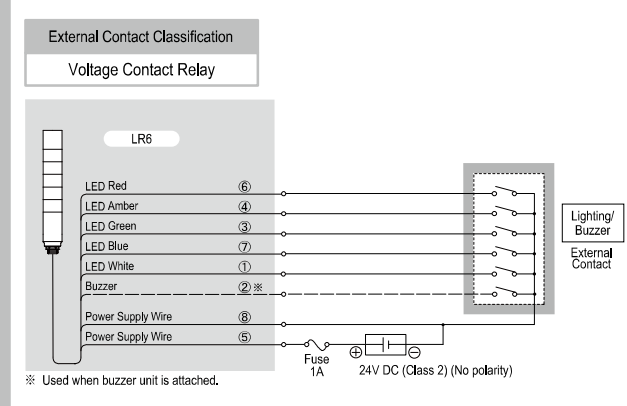 External Contact Classification
Voltage Contact Relay
LR6
LED Red ⑥
LED Amber ④
LED Green ③
LED Blue ⑦
LED White ①
Buzzer ②※
Power Supply Wire ⑧
Power Supply Wire ⑤
Lighting/
Buzzer
External
Contact
Fuse
1A
⊕ ⊖
24V DC (Class 2) (No polarity)
※ Used when buzzer unit is attached.